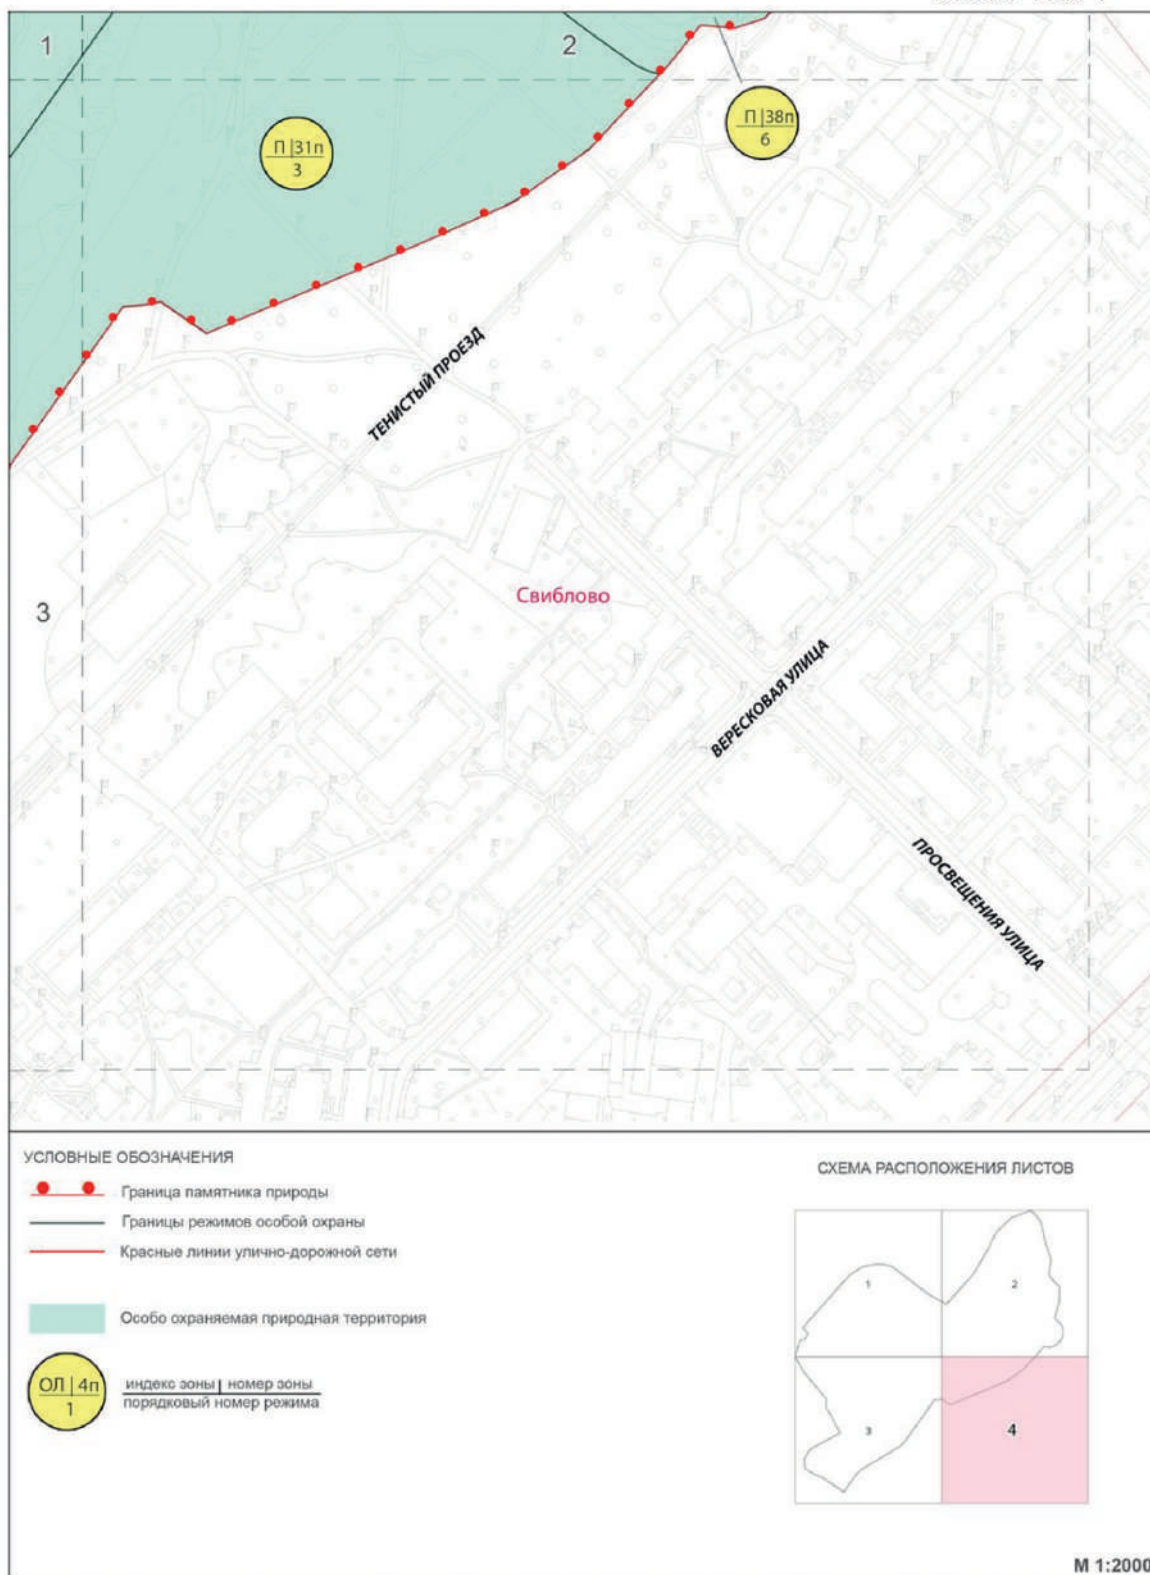 1
2
П|31п
3
П|38п
6
ТЕНИСТЫЙ ПРОЕЗД
Свиблово
3
ВЕРЕСКОВАЯ УЛИЦА
ПРОСВЕЩЕНИЯ УЛИЦА
УСЛОВНЫЕ ОБОЗНАЧЕНИЯ
Граница памятника природы
Границы режимов особой охраны
Красные линии улично-дорожной сети
Особо охраняемая природная территория
ОЛ|4п
1
индекс зоны| номер зоны
порядковый номер режима
СХЕМА РАСПОЛОЖЕНИЯ ЛИСТОВ
1
2
3
4
М 1:2000